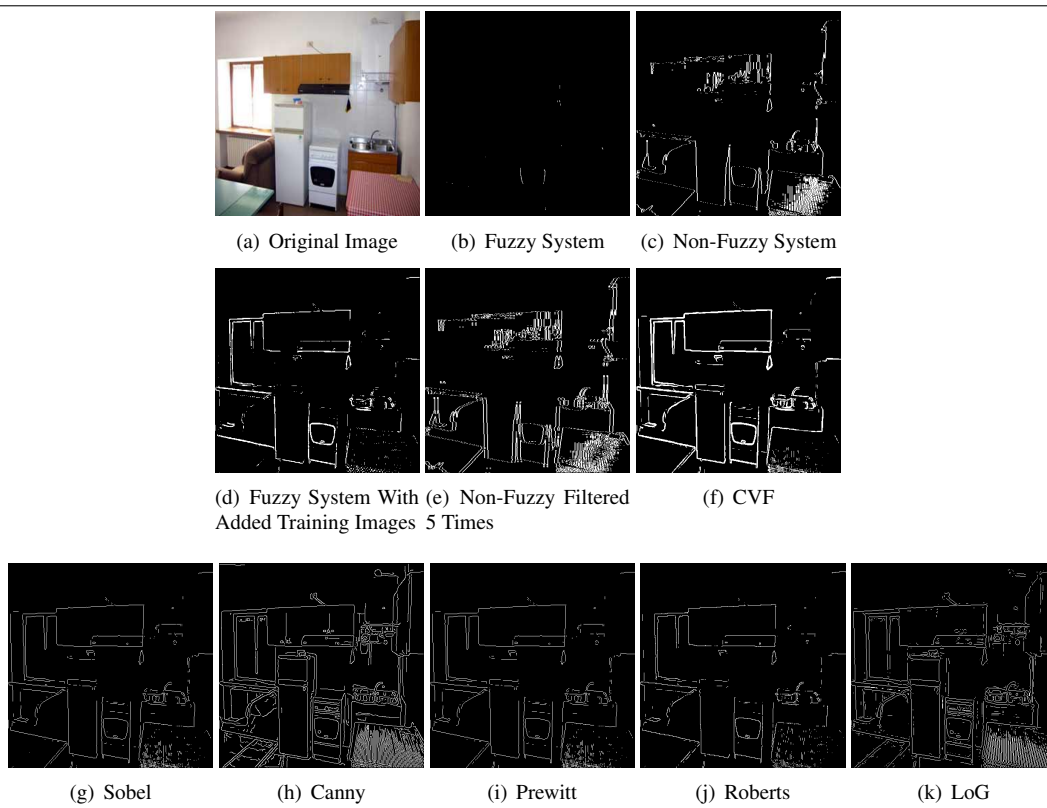 (a) Original Image
(b) Fuzzy System
(c) Non-Fuzzy System
(d) Fuzzy System With
Added Training Images
(e) Non-Fuzzy Filtered
5 Times
(f) CVF
(g) Sobel
(h) Canny
(i) Prewitt
(j) Roberts
(k) LoG